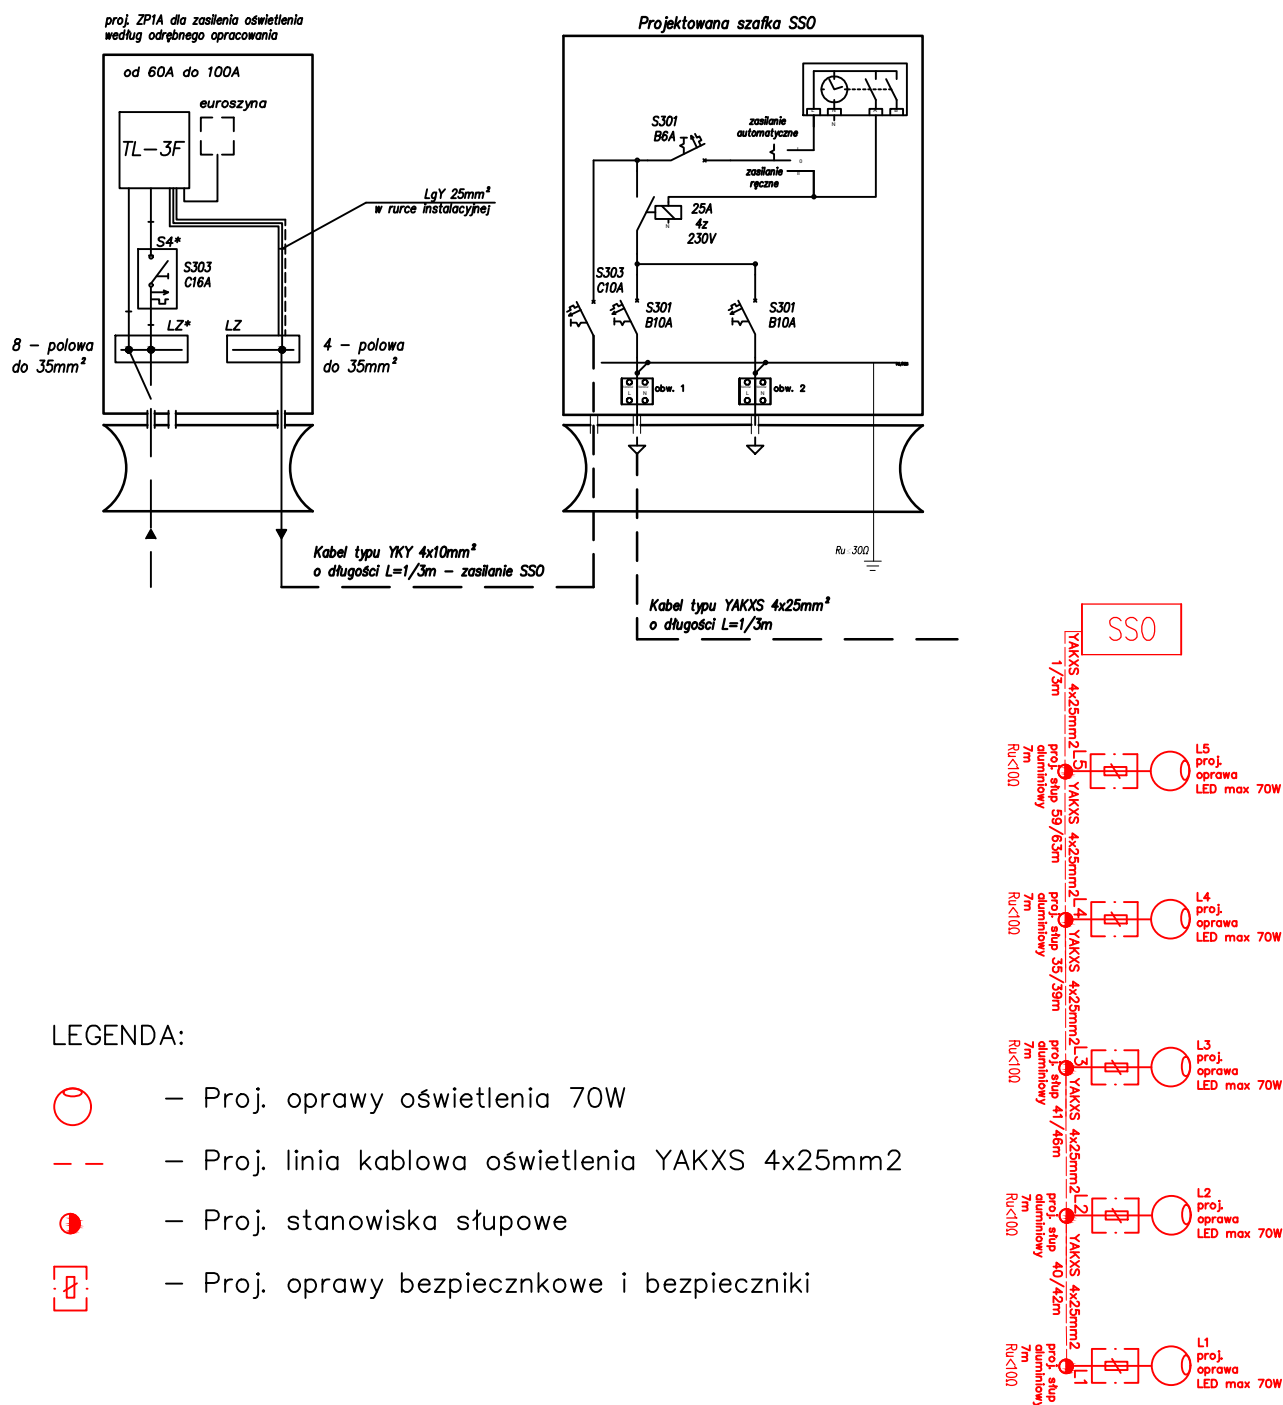 proj. ZP1A dla zasilenia oświetlenia
według odrębnego opracowania
od 60A do 100A
euroszyna
TL-3F
LgY 25mm²
w rurce instalacyjnej
S4*
S303
C16A
LZ*
LZ
8 - polowa
do 35mm²
4 - polowa
do 35mm²
Kabel typu YKY 4x10mm²
o długości L=1/3m - zasilanie SSO
Projektowana szafka SSO
S301
B6A
zasilanie
automatyczne
zasilanie
ręczne
N
25A
4z
230V
N
S303
C10A
S301
B10A
S301
B10A
L N
obw. 1
L N
obw. 2
Ru 30Ω
Kabel typu YAKXS 4x25mm²
o długości L=1/3m
SSO
YAKXS 4x25mm2
1/3m
L5
proj. słup
aluminiowy
7m
Ru<10Ω
L5
proj.
oprawa
LED max 70W
YAKXS 4x25mm2
59/63m
L4
proj. słup
aluminiowy
7m
Ru<10Ω
L4
proj.
oprawa
LED max 70W
YAKXS 4x25mm2
35/39m
L3
proj. słup
aluminiowy
7m
Ru<10Ω
L3
proj.
oprawa
LED max 70W
YAKXS 4x25mm2
41/46m
L2
proj. słup
aluminiowy
7m
Ru<10Ω
L2
proj.
oprawa
LED max 70W
YAKXS 4x25mm2
40/42m
L1
proj. słup
aluminiowy
7m
Ru<10Ω
L1
proj.
oprawa
LED max 70W
LEGENDA:
- Proj. oprawy oświetlenia 70W
- Proj. linia kablowa oświetlenia YAKXS 4x25mm2
- Proj. stanowiska słupowe
- Proj. oprawy bezpiecznkowe i bezpieczniki